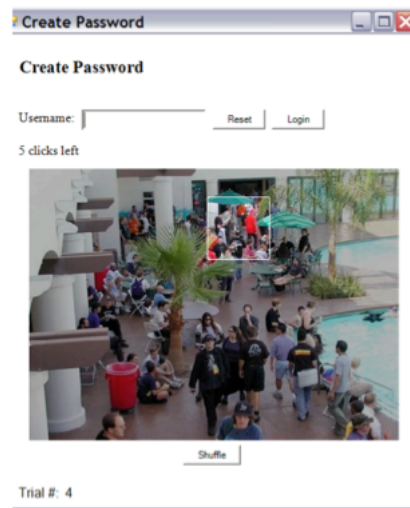 Create Password
Create Password
Username: Reset Login
5 clicks left
Shuffle
Trial #: 4